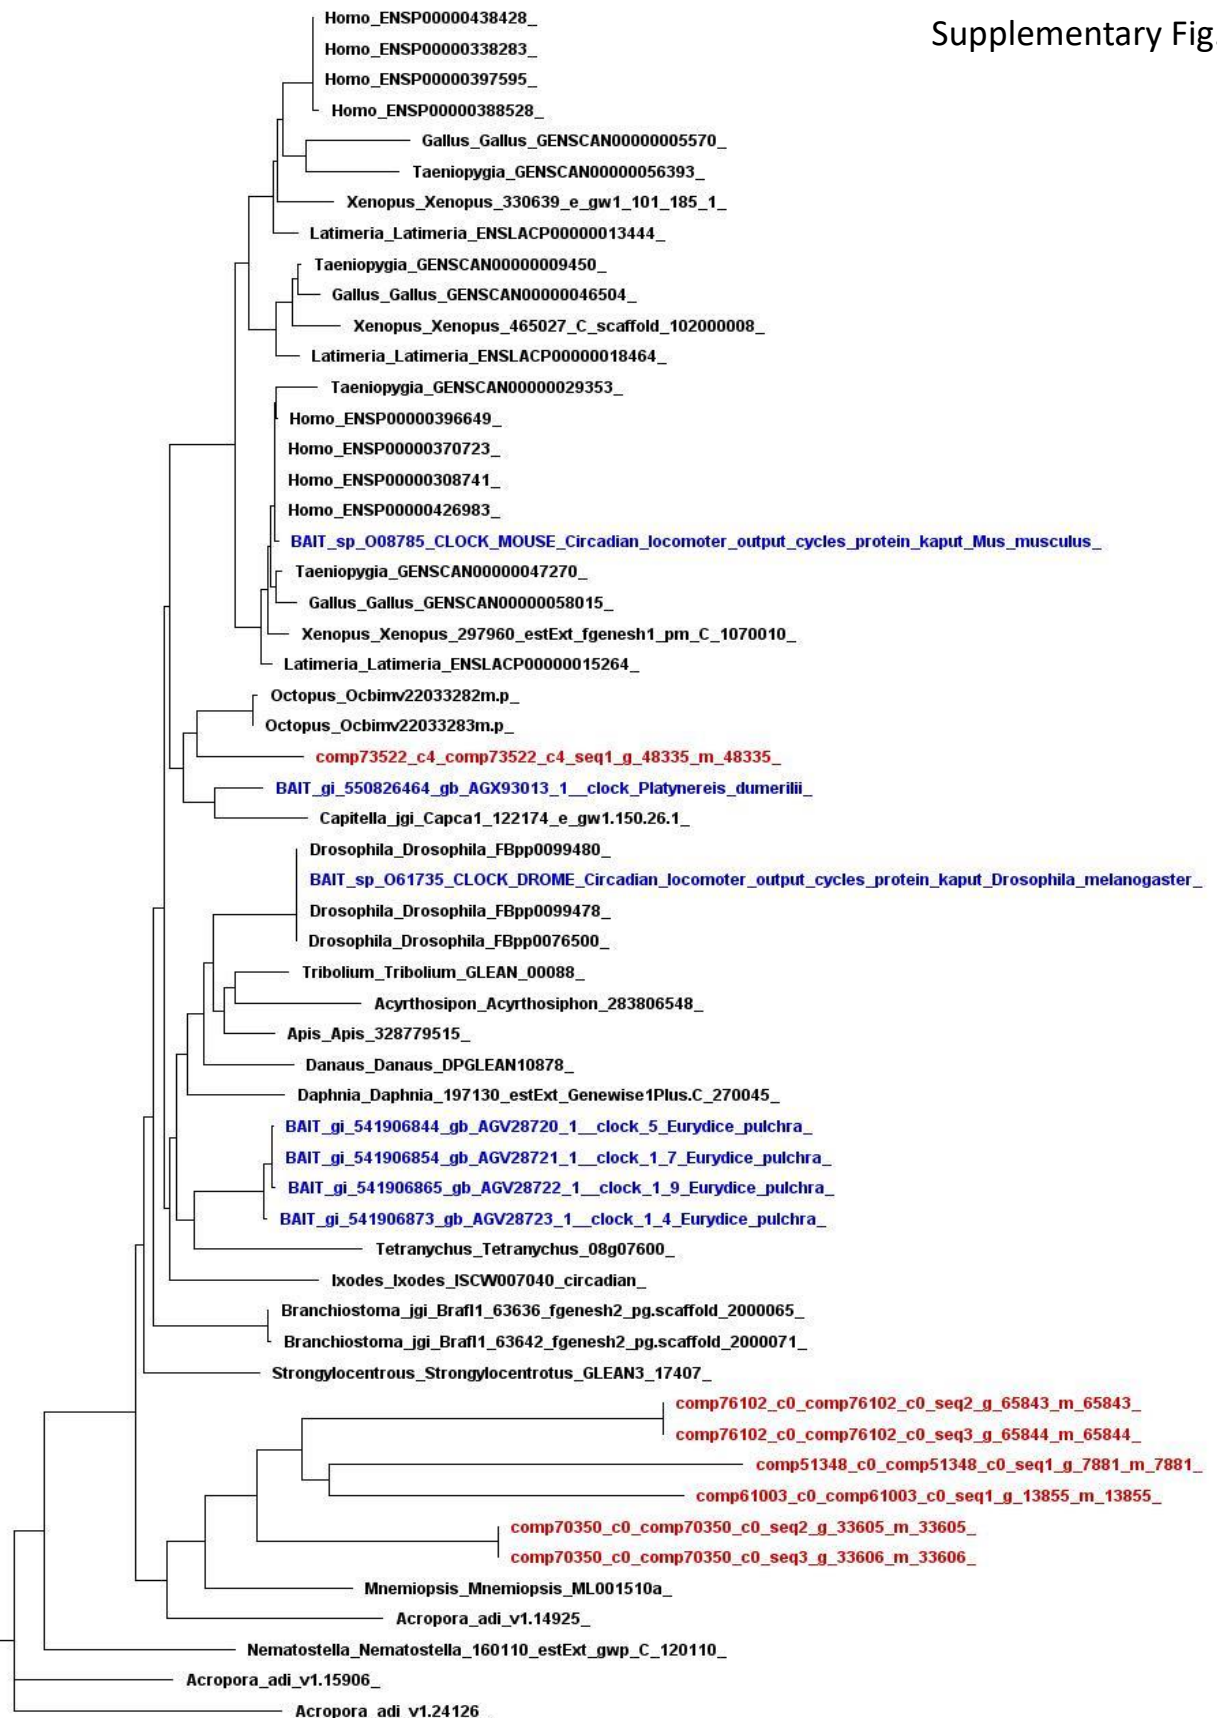 Supplementary Fig.
Homo_ENSP00000438428_
Homo_ENSP00000338283_
Homo_ENSP00000397595_
Homo_ENSP00000388528_
Gallus_Gallus_GENSCAN00000005570_
Taeniopygia_GENSCAN00000056393_
Xenopus_Xenopus_330639_e_gw1_101_185_1_
Latimeria_Latimeria_ENSLACP00000013444_
Taeniopygia_GENSCAN00000009450_
Gallus_Gallus_GENSCAN00000046504_
Xenopus_Xenopus_465027_C_scaffold_102000008_
Latimeria_Latimeria_ENSLACP00000018464_
Taeniopygia_GENSCAN00000029353_
Homo_ENSP00000396649_
Homo_ENSP00000370723_
Homo_ENSP00000308741_
Homo_ENSP00000426983_
BAIT_sp_O08785_CLOCK_MOUSE_Circadian_locomoter_output_cycles_protein_kaput_Mus_musculus_
Taeniopygia_GENSCAN00000047270_
Gallus_Gallus_GENSCAN00000058015_
Xenopus_Xenopus_297960_estExt_fgenesh1_pm_C_1070010_
Latimeria_Latimeria_ENSLACP00000015264_
Octopus_Ocbimv22033282m.p_
Octopus_Ocbimv22033283m.p_
comp73522_c4_comp73522_c4_seq1_g_48335_m_48335_
BAIT_gi_550826464_gb_AGX93013_1__clock_Platynereis_dumerilii_
Capitella_jgi_Capca1_122174_e_gw1.150.26.1_
Drosophila_Drosophila_FBpp0099480_
BAIT_sp_O61735_CLOCK_DROME_Circadian_locomoter_output_cycles_protein_kaput_Drosophila_melanogaster_
Drosophila_Drosophila_FBpp0099478_
Drosophila_Drosophila_FBpp0076500_
Tribolium_Tribolium_GLEAN_00088_
Acyrthosipon_Acyrthosiphon_283806548_
Apis_Apis_328779515_
Danaus_Danaus_DPGLEAN10878_
Daphnia_Daphnia_197130_estExt_Genewise1Plus.C_270045_
BAIT_gi_541906844_gb_AGV28720_1__clock_5_Eurydice_pulchra_
BAIT_gi_541906854_gb_AGV28721_1__clock_1_7_Eurydice_pulchra_
BAIT_gi_541906865_gb_AGV28722_1__clock_1_9_Eurydice_pulchra_
BAIT_gi_541906873_gb_AGV28723_1__clock_1_4_Eurydice_pulchra_
Tetranychus_Tetranychus_08g07600_
Ixodes_Ixodes_ISCW007040_circadian_
Branchiostoma_jgi_Brafl1_63636_fgenesh2_pg.scaffold_2000065_
Branchiostoma_jgi_Brafl1_63642_fgenesh2_pg.scaffold_2000071_
Strongylocentrous_Strongylocentrotus_GLEAN3_17407_
comp76102_c0_comp76102_c0_seq2_g_65843_m_65843_
comp76102_c0_comp76102_c0_seq3_g_65844_m_65844_
comp51348_c0_comp51348_c0_seq1_g_7881_m_7881_
comp61003_c0_comp61003_c0_seq1_g_13855_m_13855_
comp70350_c0_comp70350_c0_seq2_g_33605_m_33605_
comp70350_c0_comp70350_c0_seq3_g_33606_m_33606_
Mnemiopsis_Mnemiopsis_ML001510a_
Acropora_adi_v1.14925_
Nematostella_Nematostella_160110_estExt_gwp_C_120110_
Acropora_adi_v1.15906_
Acropora_adi_v1.24126